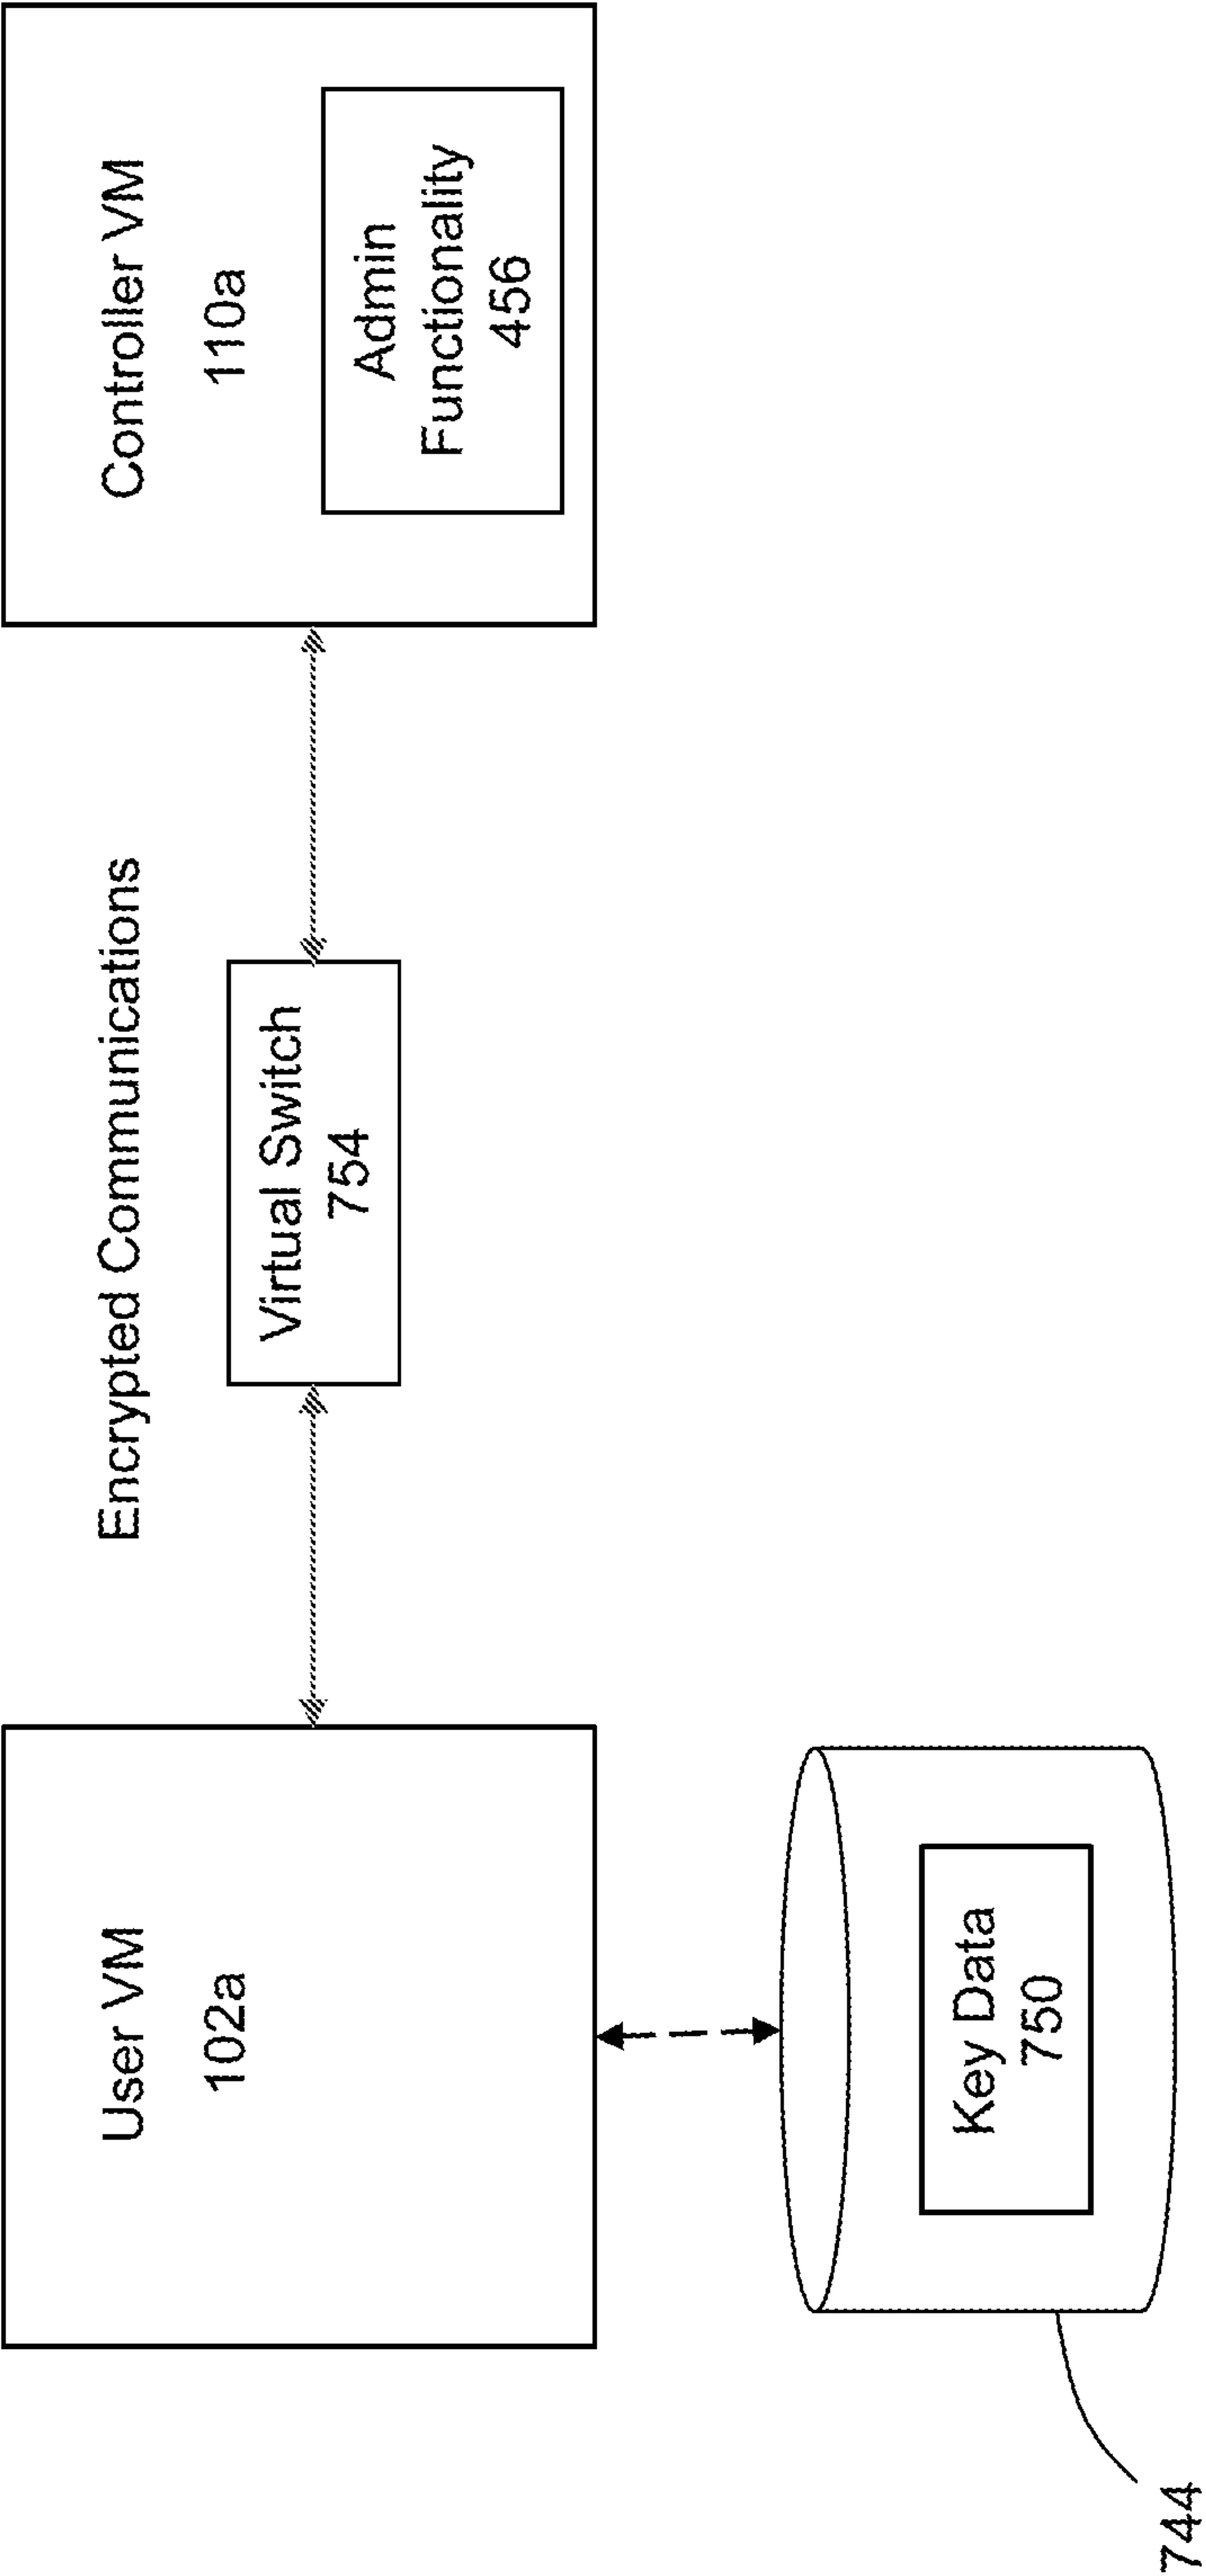 User VM
102a
Encrypted Communications
Virtual Switch
754
Controller VM
110a
Admin
Functionality
456
Key Data
750
744